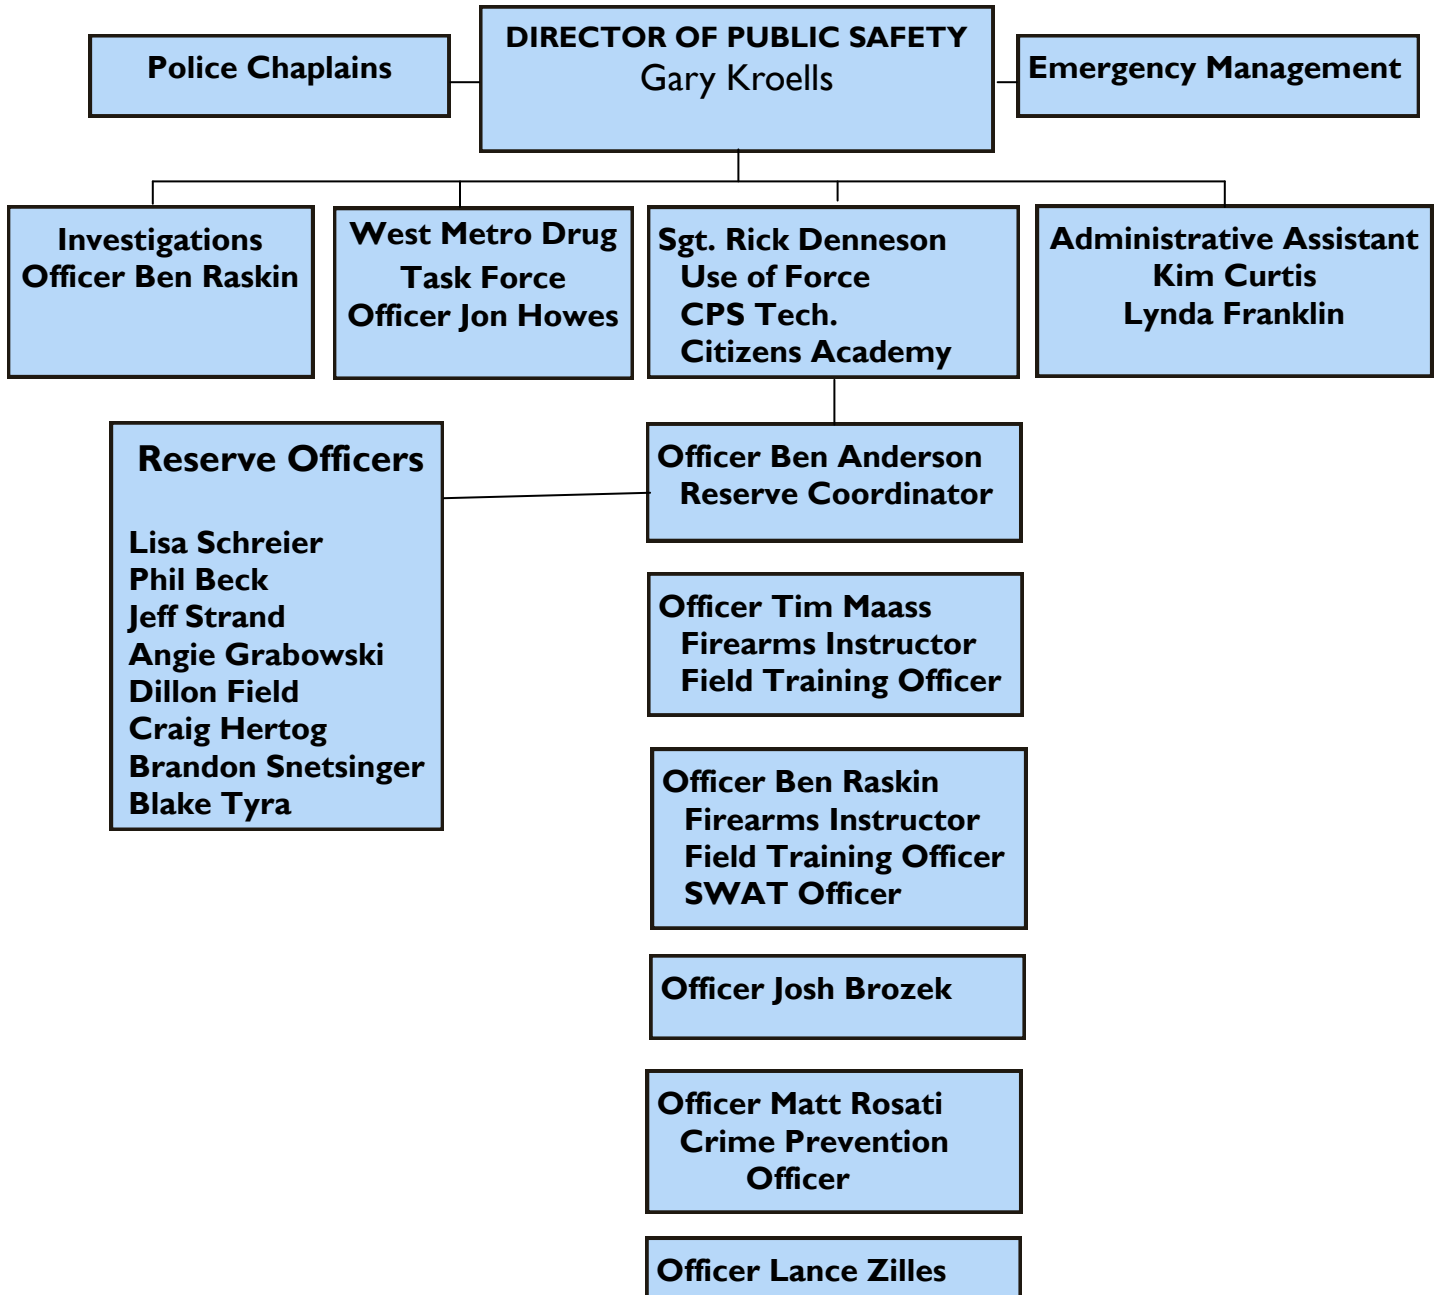 DIRECTOR OF PUBLIC SAFETY
Gary Kroells
Police Chaplains
Emergency Management
Investigations
Officer Ben Raskin
West Metro Drug
Task Force
Officer Jon Howes
Sgt. Rick Denneson
Use of Force
CPS Tech.
Citizens Academy
Administrative Assistant
Kim Curtis
Lynda Franklin
Reserve Officers
Lisa Schreier
Phil Beck
Jeff Strand
Angie Grabowski
Dillon Field
Craig Hertog
Brandon Snetsinger
Blake Tyra
Officer Ben Anderson
Reserve Coordinator
Officer Tim Maass
Firearms Instructor
Field Training Officer
Officer Ben Raskin
Firearms Instructor
Field Training Officer
SWAT Officer
Officer Josh Brozek
Officer Matt Rosati
Crime Prevention
Officer
Officer Lance Zilles